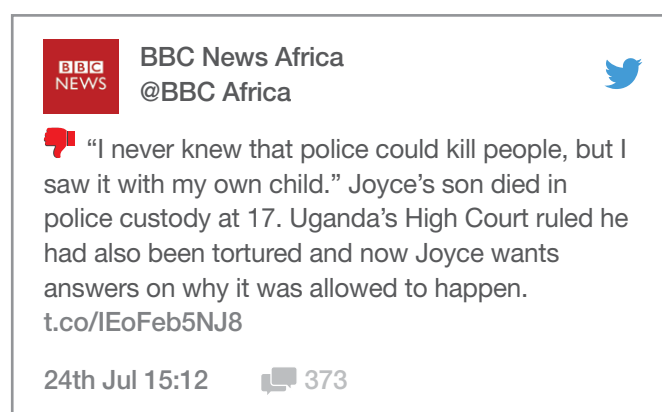 BBC
NEWS
BBC News Africa
@BBC Africa
“I never knew that police could kill people, but I
saw it with my own child.” Joyce’s son died in
police custody at 17. Uganda’s High Court ruled he
had also been tortured and now Joyce wants
answers on why it was allowed to happen.
t.co/IEoFeb5NJ8
24th Jul 15:12 373